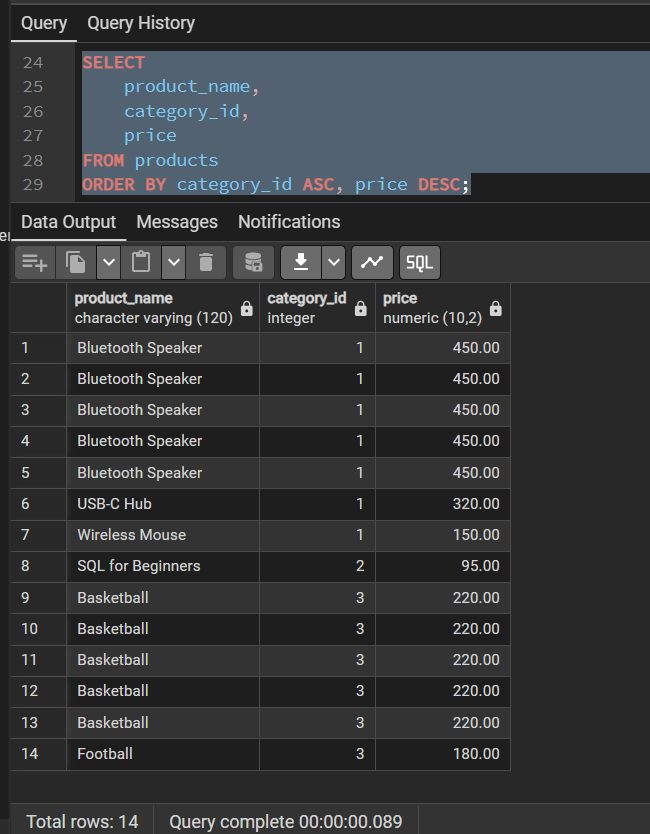 Query Query History
24 SELECT
25 product_name,
26 category_id,
27 price
28 FROM products
29 ORDER BY category_id ASC, price DESC;
er
Data Output Messages Notifications
SQL
product_name category_id price
character varying (120) integer numeric (10,2)
1 Bluetooth Speaker 1 450.00
2 Bluetooth Speaker 1 450.00
3 Bluetooth Speaker 1 450.00
4 Bluetooth Speaker 1 450.00
5 Bluetooth Speaker 1 450.00
6 USB-C Hub 1 320.00
7 Wireless Mouse 1 150.00
8 SQL for Beginners 2 95.00
9 Basketball 3 220.00
10 Basketball 3 220.00
11 Basketball 3 220.00
12 Basketball 3 220.00
13 Basketball 3 220.00
14 Football 3 180.00
Total rows: 14 Query complete 00:00:00.089